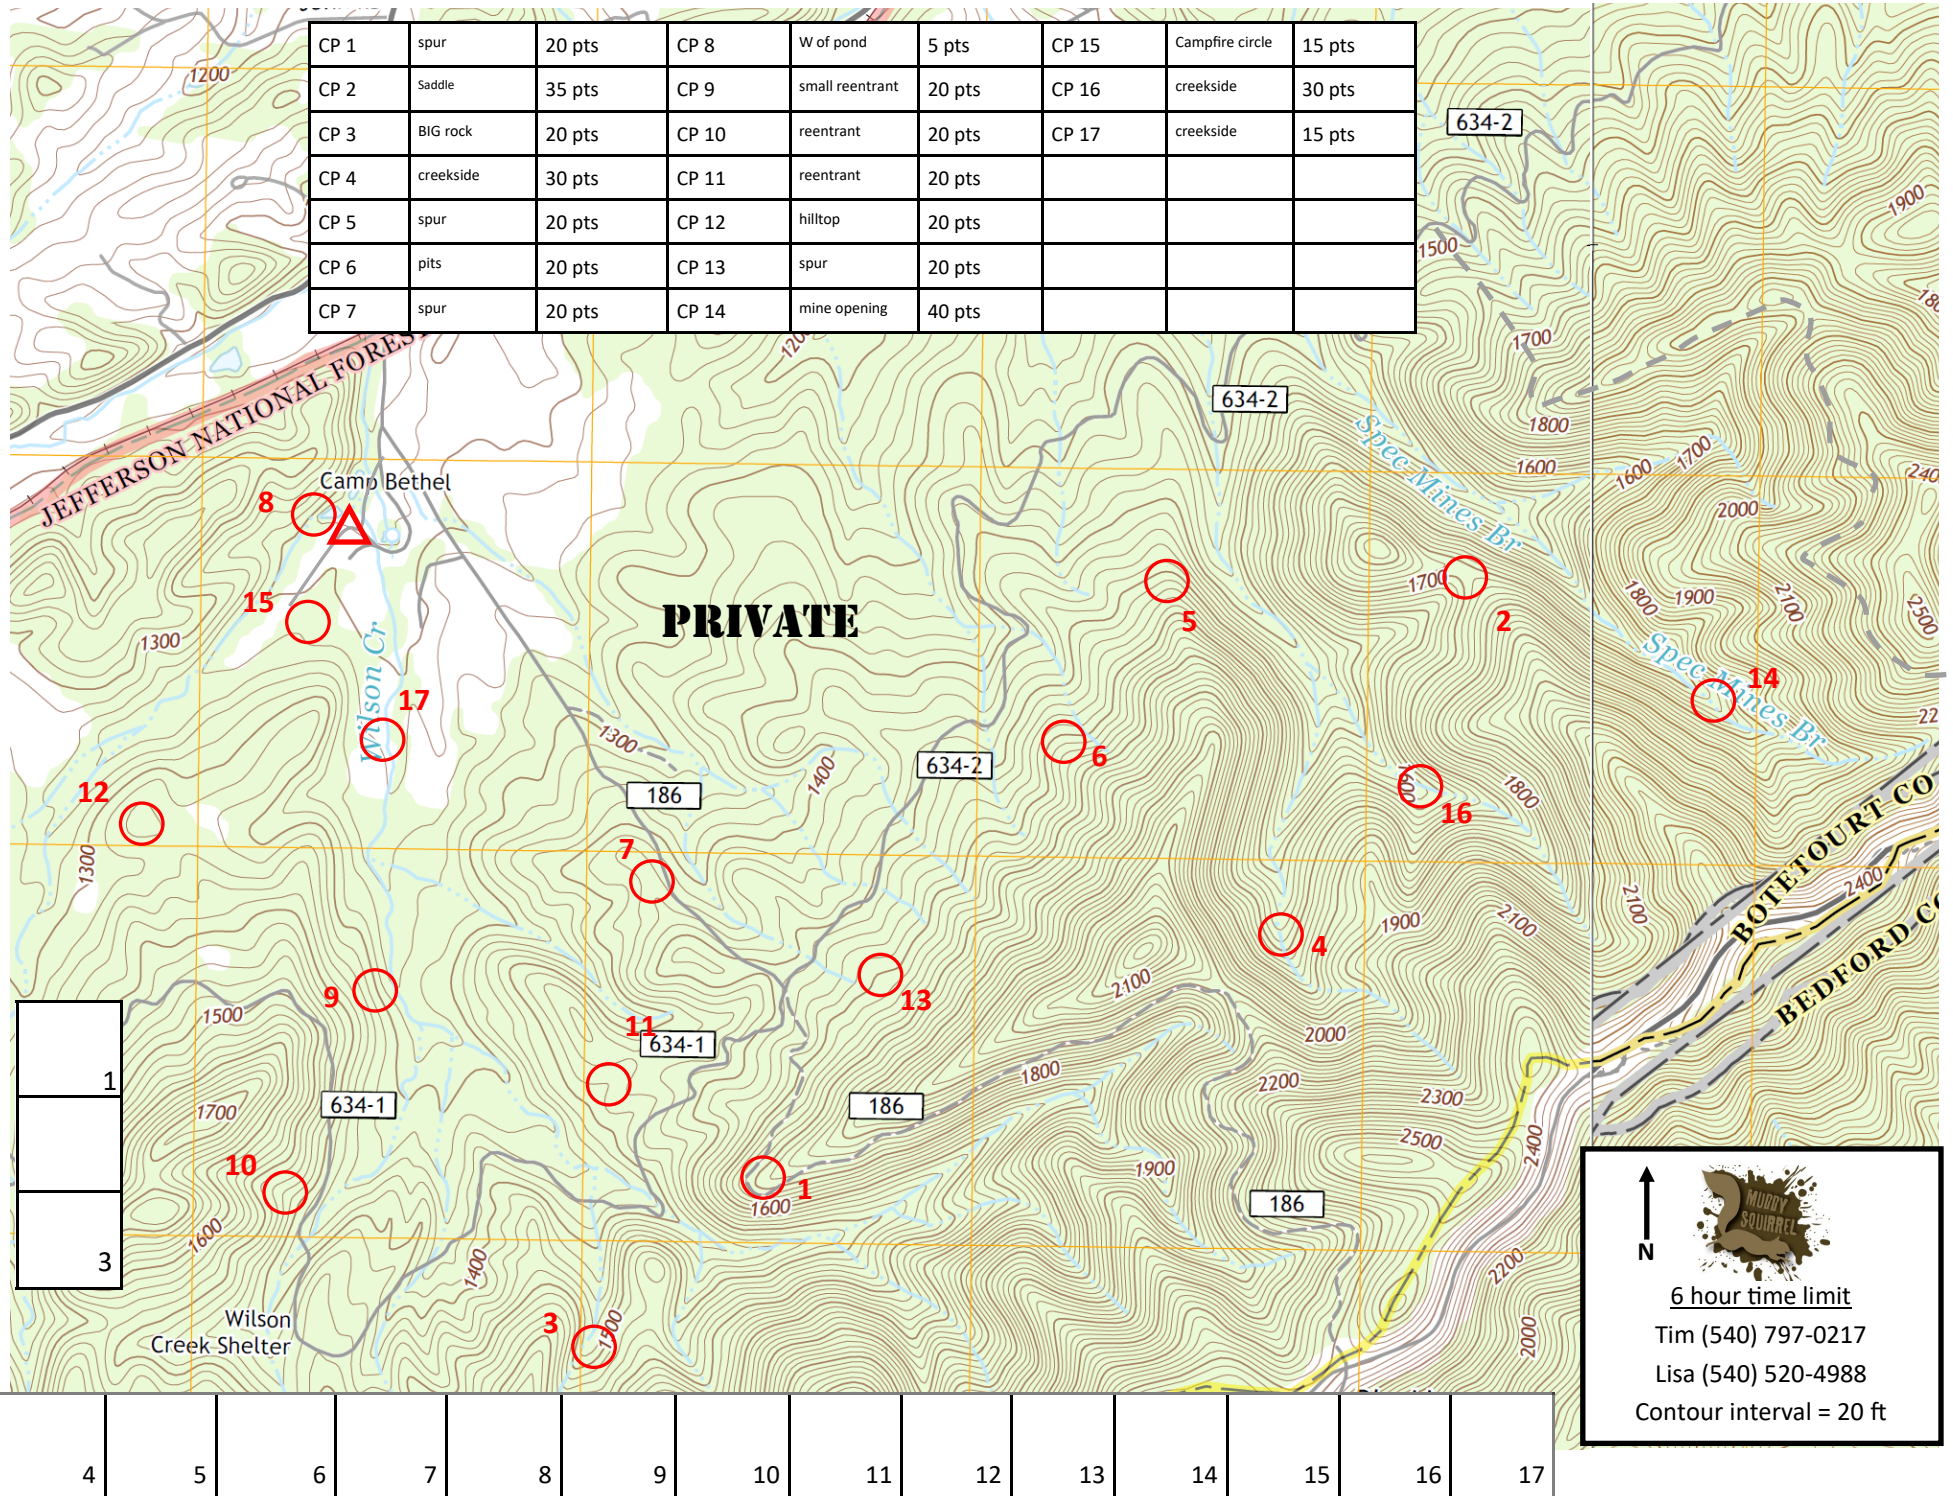 CP 1 spur 20 pts CP 8 W of pond 5 pts CP 15 Campfire circle 15 pts
CP 2 Saddle 35 pts CP 9 small reentrant 20 pts CP 16 creekside 30 pts
CP 3 BIG rock 20 pts CP 10 reentrant 20 pts CP 17 creekside 15 pts
CP 4 creekside 30 pts CP 11 reentrant 20 pts
CP 5 spur 20 pts CP 12 hilltop 20 pts
CP 6 pits 20 pts CP 13 spur 20 pts
CP 7 spur 20 pts CP 14 mine opening 40 pts
1200
634-2
1900
1500
1700
JEFFERSON NATIONAL FOREST
634-2
1800
Spec Mines Br
1600
1600
1700
2000
Camp Bethel
8
1700
2
5
15
PRIVATE
1300
Wilson Cr
1800
1900
2100
2500
Spec Mines Br
14
17
1300
634-2
6
1400
186
12
1600
16
1800
7
1300
BOTETOURT CO
2400
BEDFORD CO
2100
1900
2100
4
2100
13
9
1500
11
634-1
2000
1
1800
2200
1700
634-1
186
2300
2500
2400
10
1900
1
186
1600
1600
1400
2200
3
Wilson
Creek Shelter
3
1500
2000
MUDDY
SQUIRREL
N
6 hour time limit
Tim (540) 797-0217
Lisa (540) 520-4988
Contour interval = 20 ft
4 5 6 7 8 9 10 11 12 13 14 15 16 17